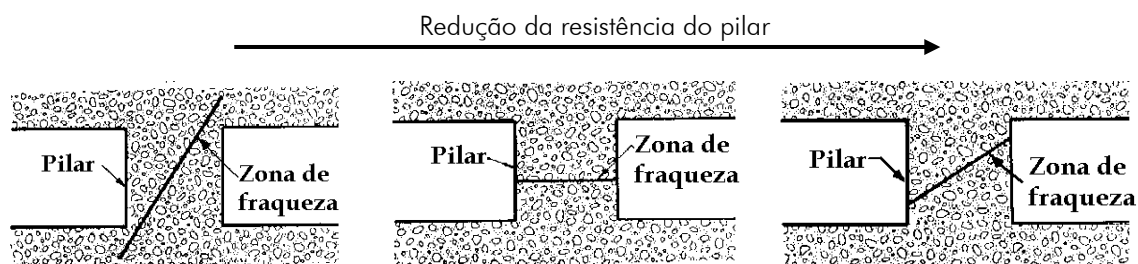 Redução da resistência do pilar
Pilar
Zona de
fraqueza
Pilar
Zona de
fraqueza
Pilar
Zona de
fraqueza